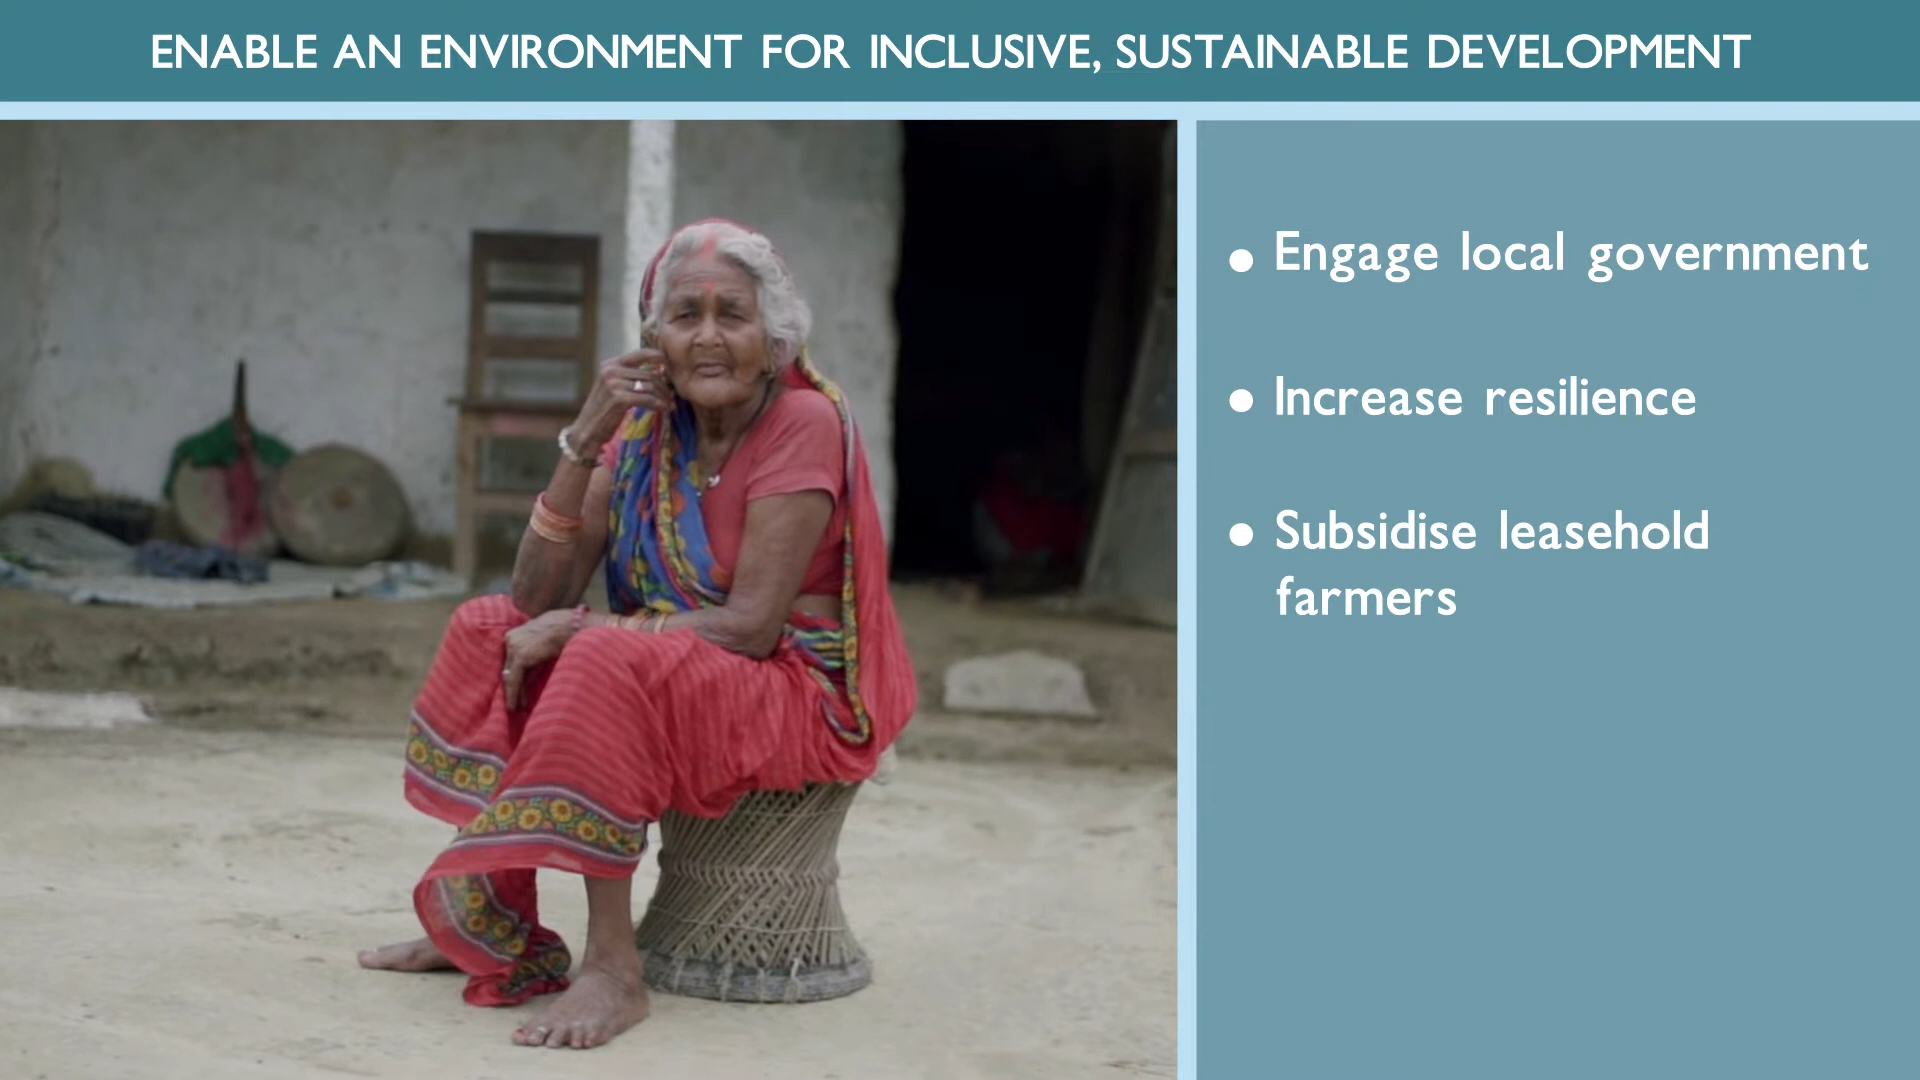 ENABLE AN ENVIRONMENT FOR INCLUSIVE, SUSTAINABLE DEVELOPMENT
• Engage local government
• Increase resilience
• Subsidise leasehold
farmers